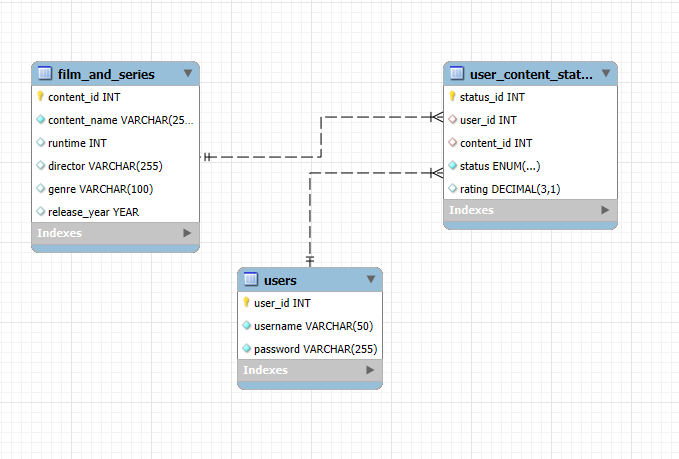 film_and_series
content_id INT
content_name VARCHAR(25...
runtime INT
director VARCHAR(255)
genre VARCHAR(100)
release_year YEAR
Indexes
user_content_stat...
status_id INT
user_id INT
content_id INT
status ENUM(...)
rating DECIMAL(3,1)
Indexes
users
user_id INT
username VARCHAR(50)
password VARCHAR(255)
Indexes